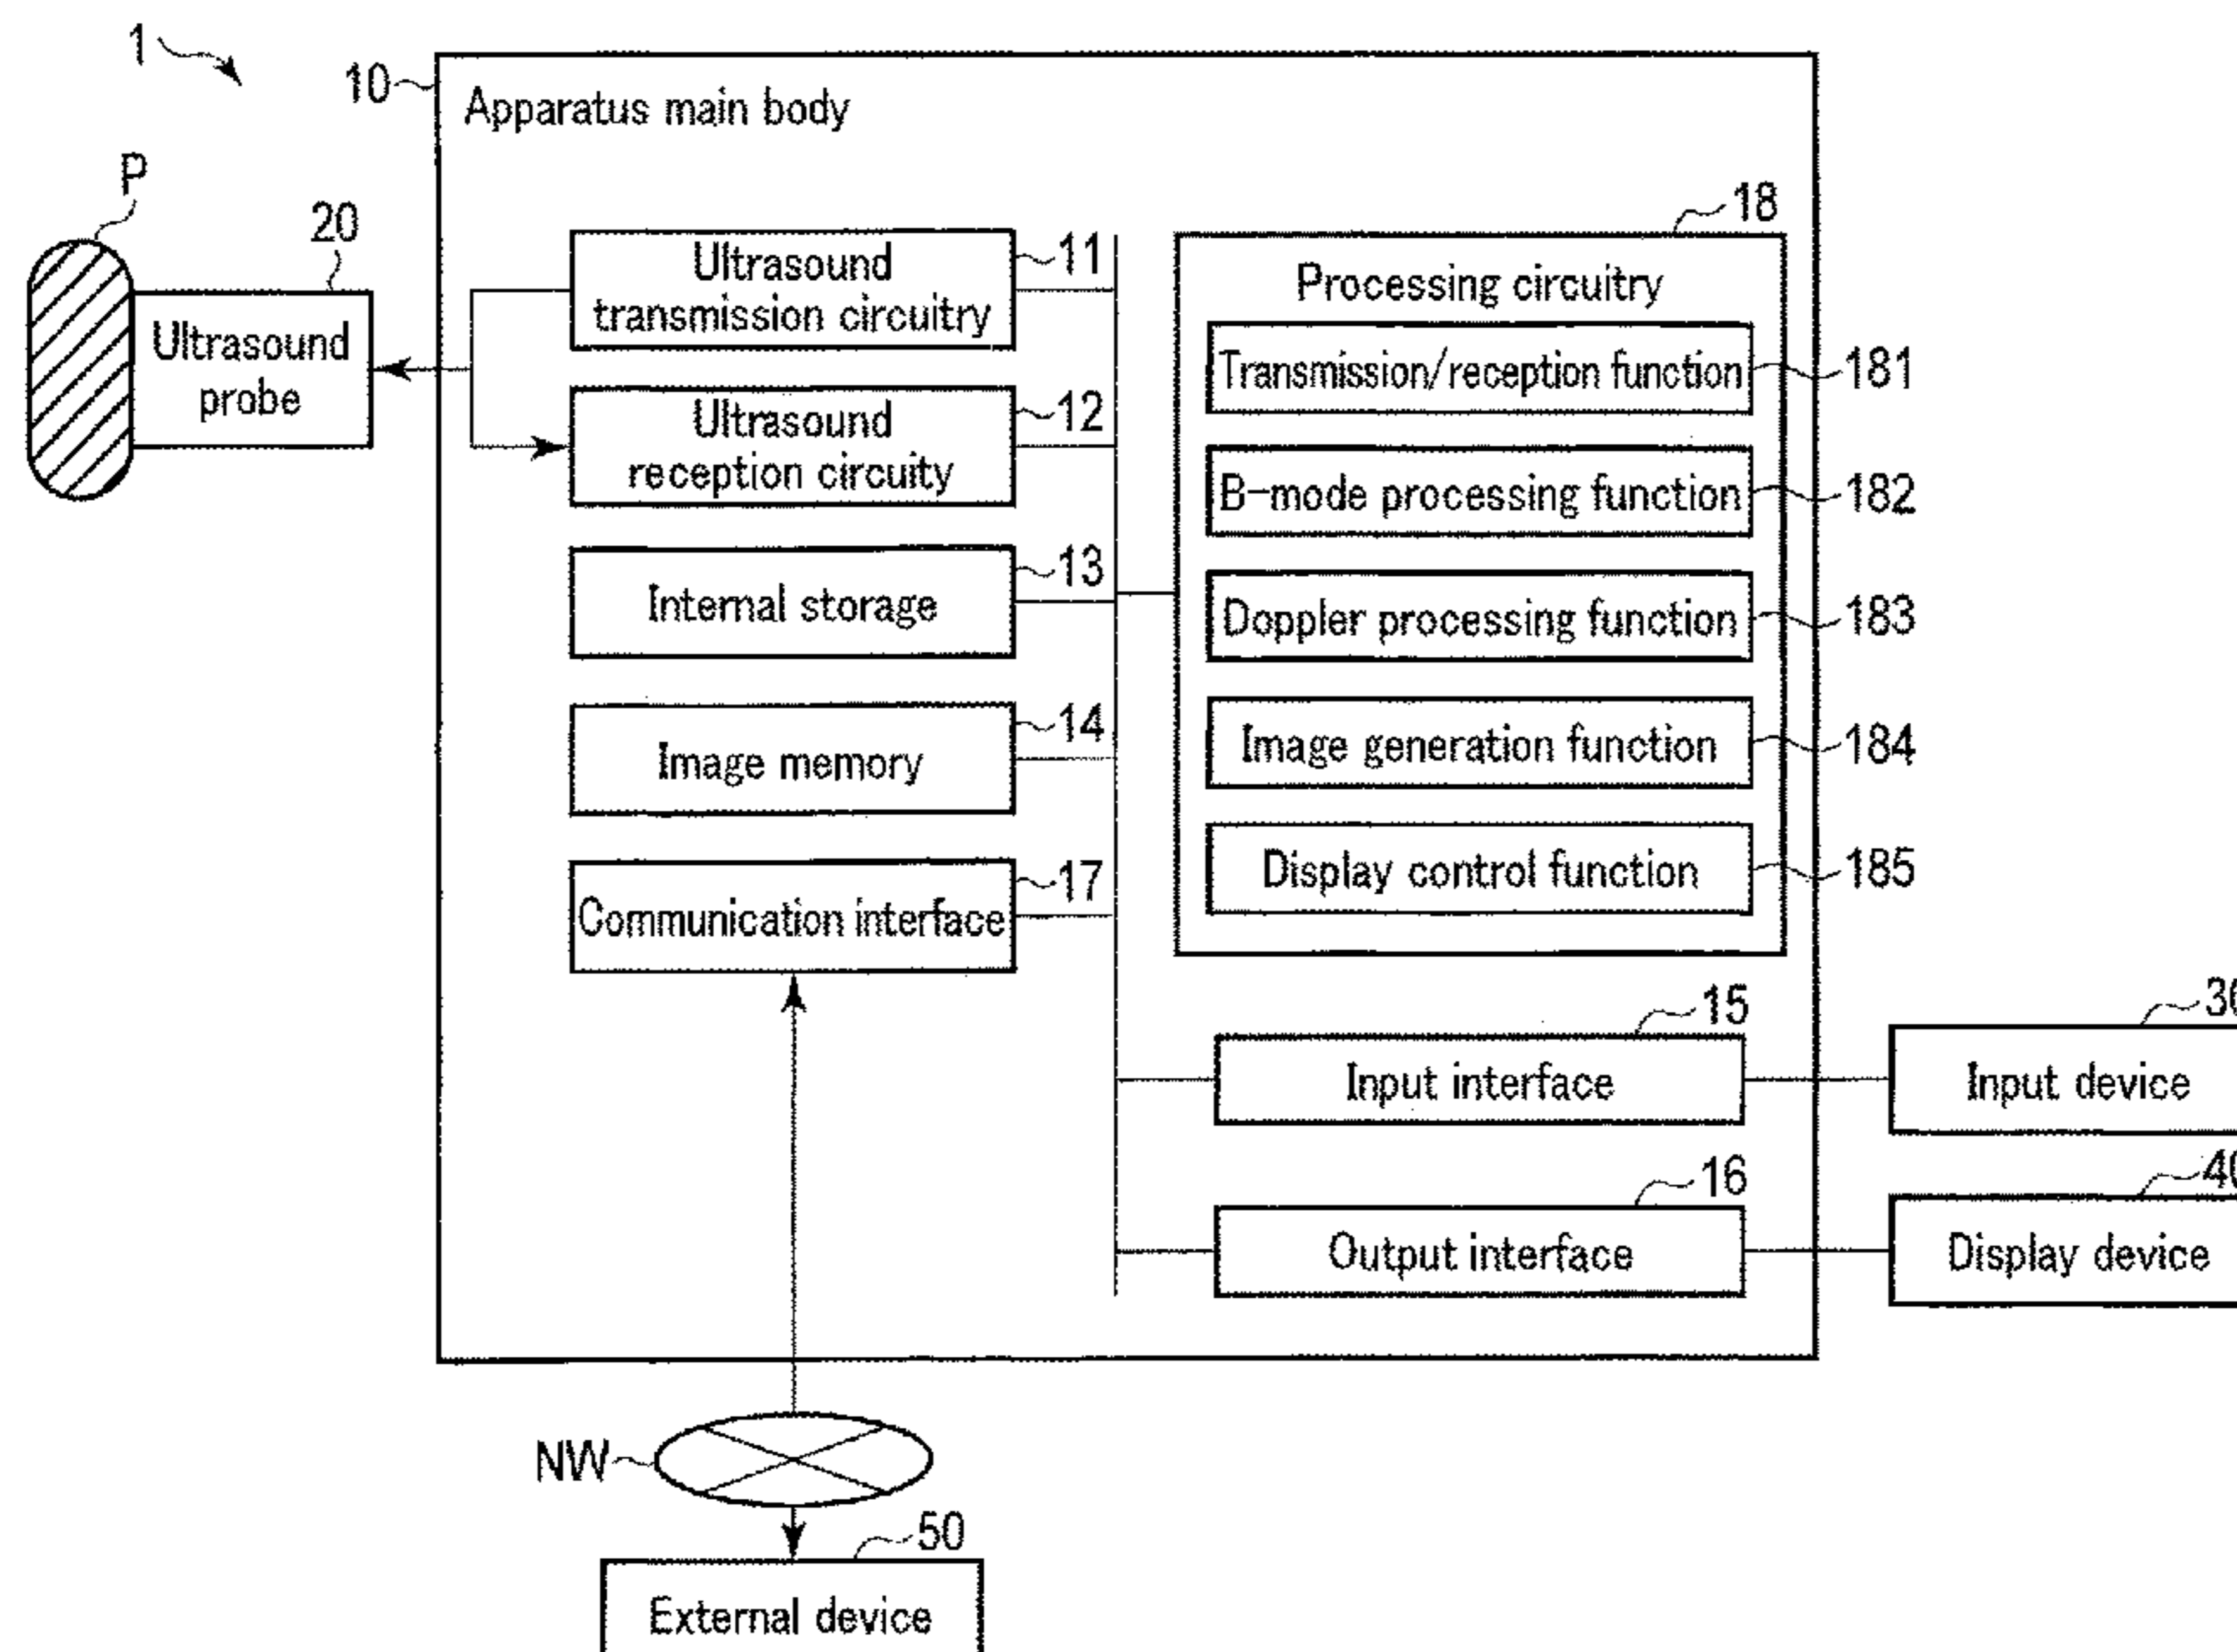 1
10
Apparatus main body
P
20
Ultrasound
probe
11
Ultrasound
transmission circuitry
12
Ultrasound
reception circuity
13
Internal storage
14
Image memory
17
Communication interface
18
Processing circuitry
Transmission/reception function
181
B-mode processing function
182
Doppler processing function
183
Image generation function
184
Display control function
185
15
Input interface
Input device
16
Output interface
Display device
NW
50
External device